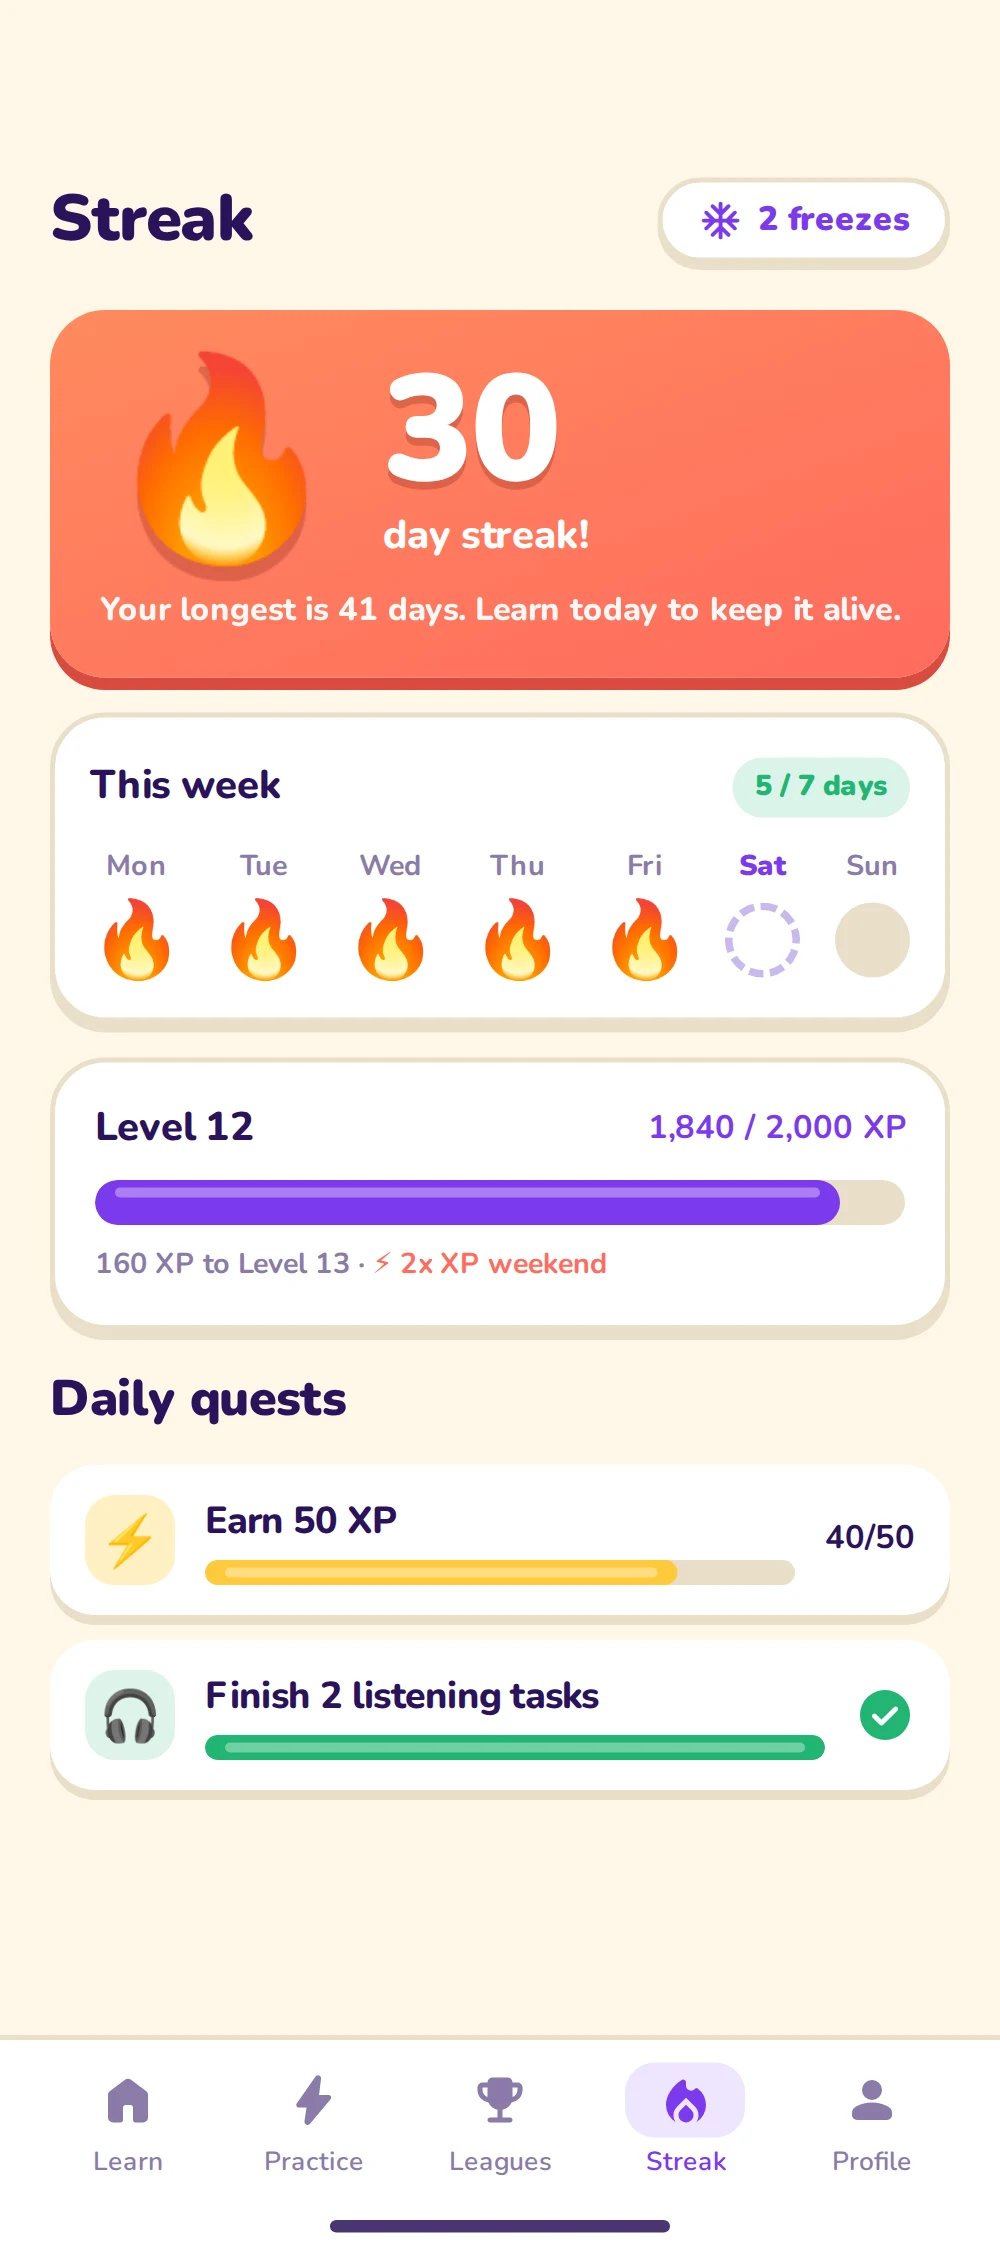 Streak
2 freezes
30
day streak!
Your longest is 41 days. Learn today to keep it alive.
This week
5 / 7 days
Mon Tue Wed Thu Fri Sat Sun
Level 12
1,840 / 2,000 XP
160 XP to Level 13 · ⚡ 2x XP weekend
Daily quests
Earn 50 XP
40/50
Finish 2 listening tasks
Learn Practice Leagues Streak Profile